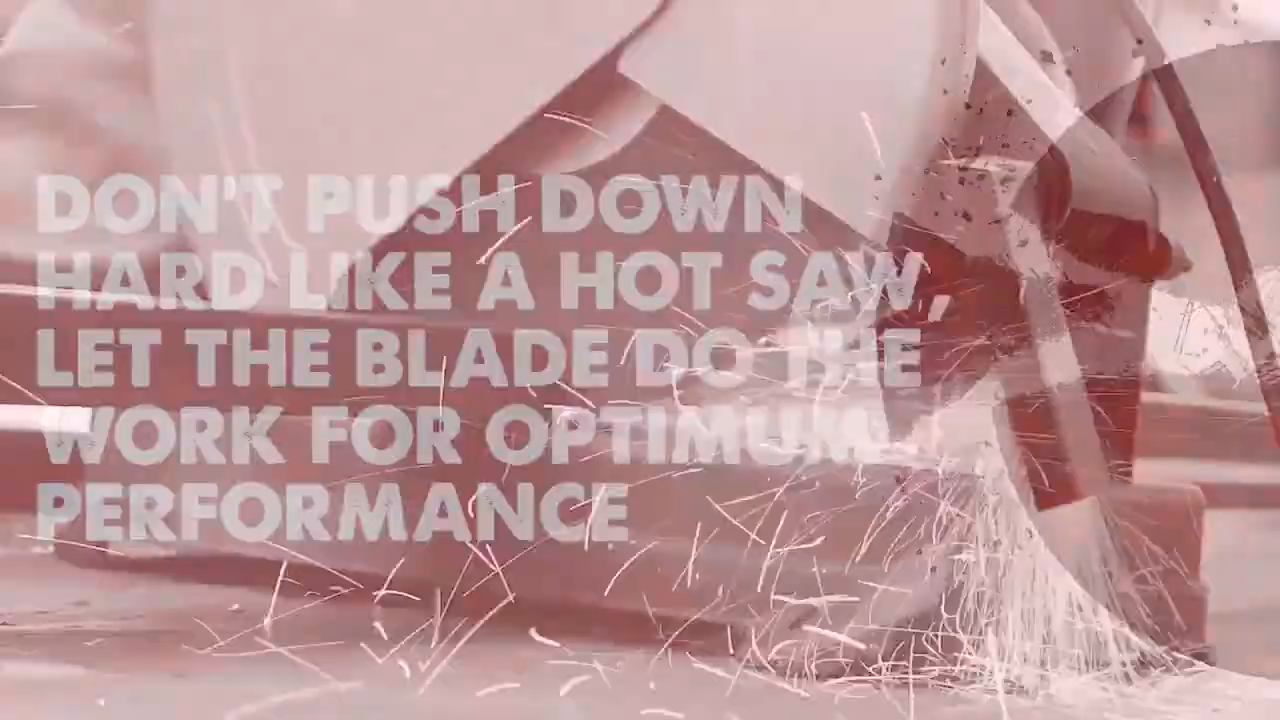 DON'T PUSH DOWN
HARD LIKE A HOT SAW,
LET THE BLADE DO THE
WORK FOR OPTIMUM
PERFORMANCE.